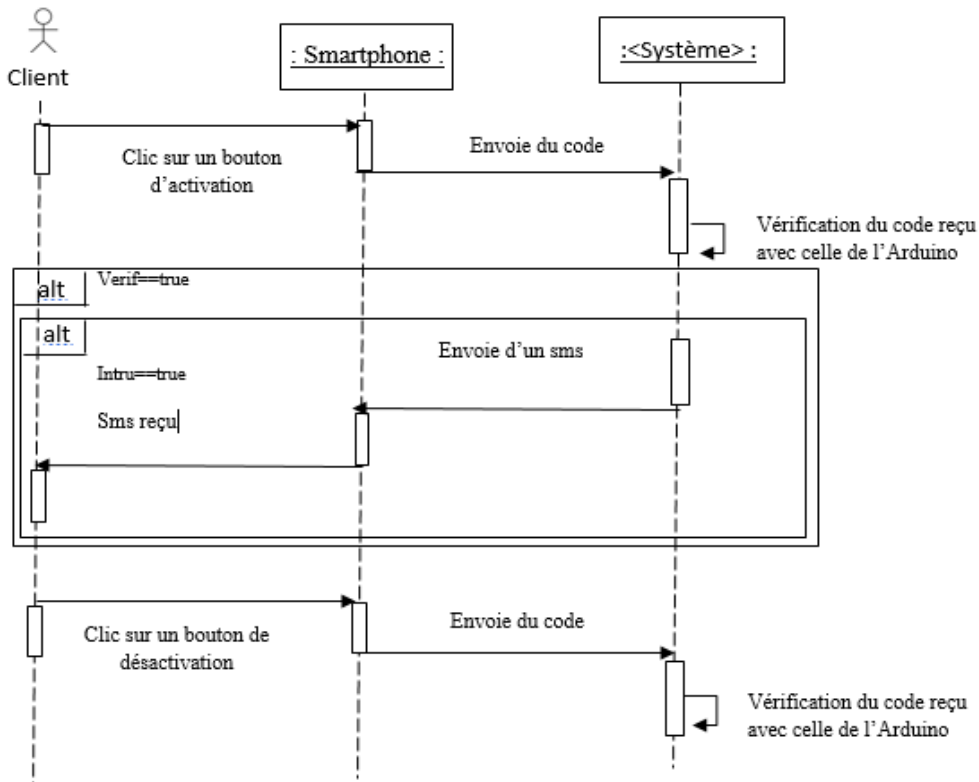 Client
: Smartphone :
:<Système> :
Clic sur un bouton
d’activation
Envoie du code
Vérification du code reçu
avec celle de l’Arduino
alt
Verif==true
alt
Envoie d’un sms
Intru==true
Sms reçu
Clic sur un bouton de
désactivation
Envoie du code
Vérification du code reçu
avec celle de l’Arduino